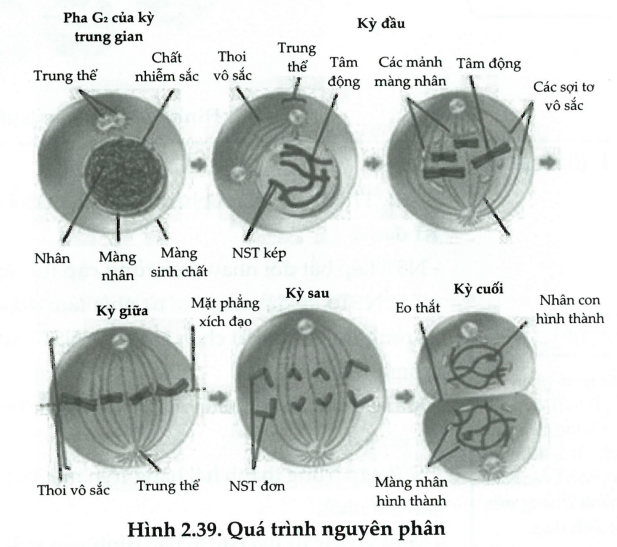 Pha G₂ của kỳ
trung gian
Kỳ đầu
Trung thể
Chất
nhiễm sắc
Thoi
vô sắc
Trung
thể
Tâm
động
Các mảnh
màng nhân
Tâm động
Các sợi tơ
vô sắc
Nhân
Màng
nhân
Màng
sinh chất
NST kép
Kỳ giữa
Mặt phẳng
xích đạo
Kỳ sau
Kỳ cuối
Eo thắt
Nhân con
hình thành
Thoi vô sắc
Trung thể
NST đơn
Màng nhân
hình thành
Hình 2.39. Quá trình nguyên phân